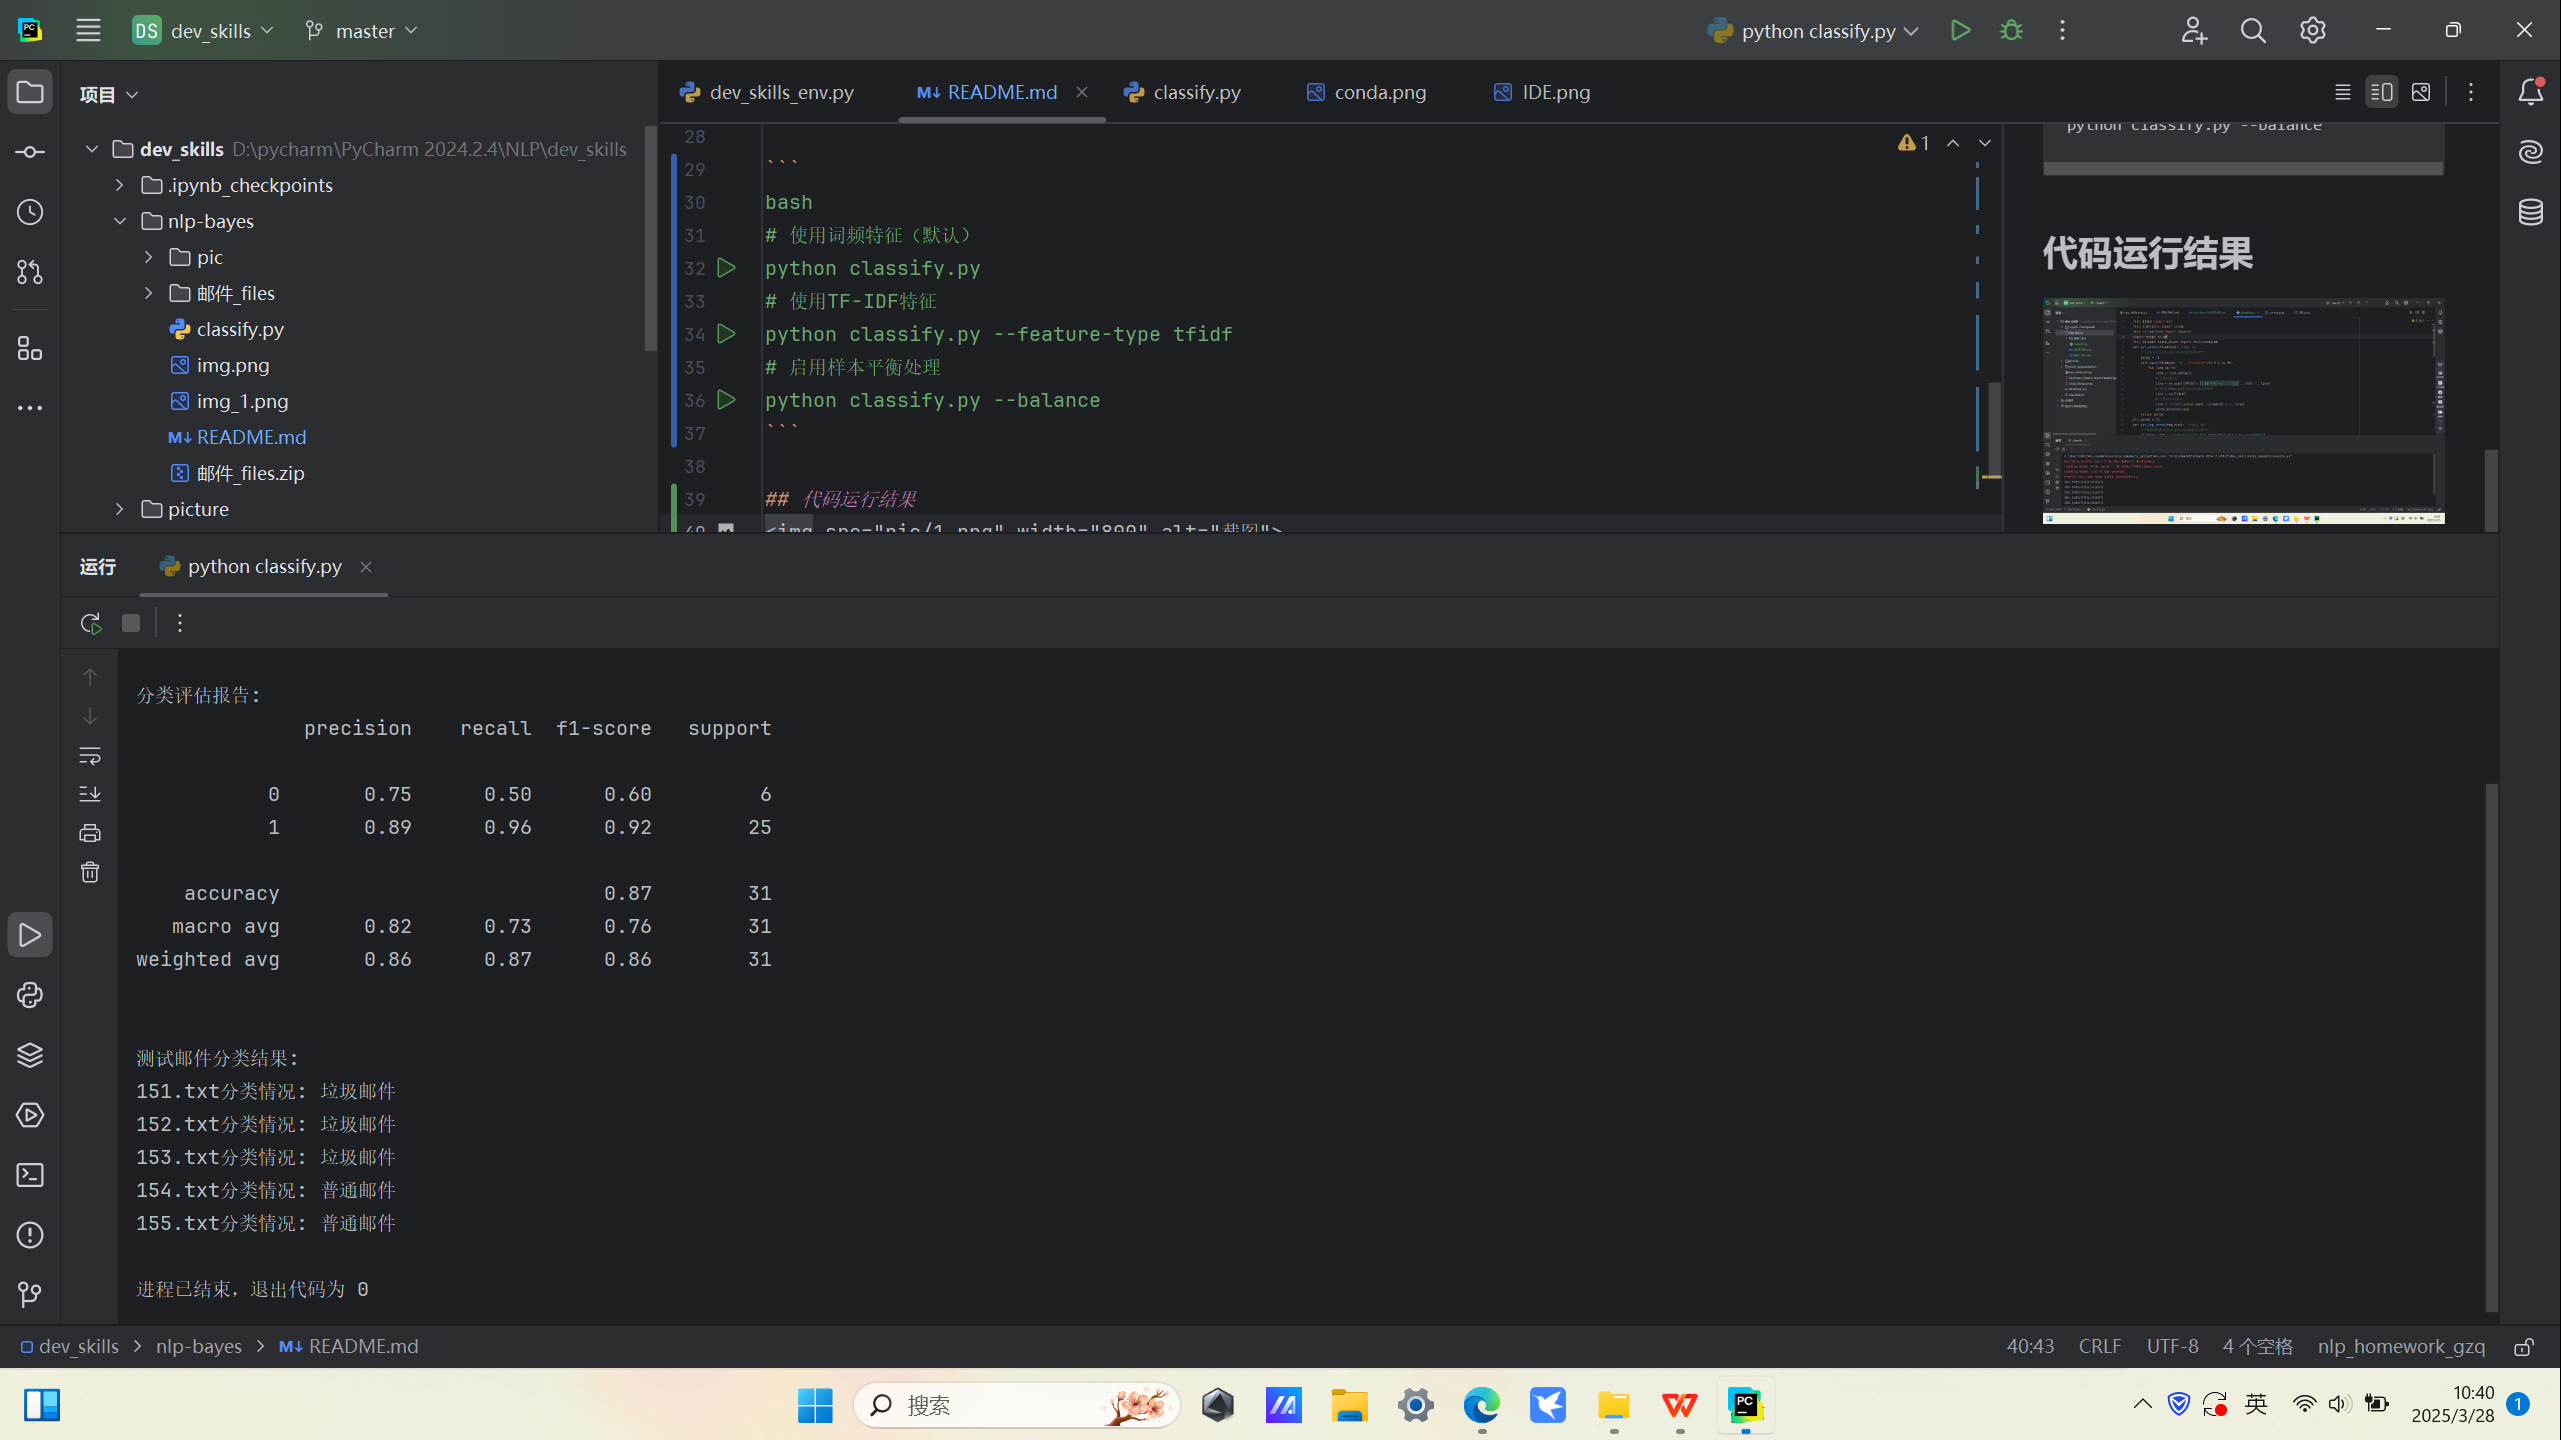 DS dev_skills master python classify.py
项目
dev_skills D:\pycharm\PyCharm 2024.2.4\NLP\dev_skills
.ipynb_checkpoints
nlp-bayes
pic
邮件_files
classify.py
img.png
img_1.png
README.md
邮件_files.zip
picture
dev_skills_env.py README.md classify.py conda.png IDE.png
28
29 ```
30 bash
31 # 使用词频特征（默认）
32 python classify.py
33 # 使用TF-IDF特征
34 python classify.py --feature-type tfidf
35 # 启用样本平衡处理
36 python classify.py --balance
37 ```
38
39 ## 代码运行结果
40 <img src="pic/1.png" width="800" alt="截图">
1
python classify.py --balance
代码运行结果
运行 python classify.py
分类评估报告:
precision recall f1-score support
0 0.75 0.50 0.60 6
1 0.89 0.96 0.92 25
accuracy 0.87 31
macro avg 0.82 0.73 0.76 31
weighted avg 0.86 0.87 0.86 31
测试邮件分类结果:
151.txt分类情况: 垃圾邮件
152.txt分类情况: 垃圾邮件
153.txt分类情况: 垃圾邮件
154.txt分类情况: 普通邮件
155.txt分类情况: 普通邮件
进程已结束，退出代码为 0
dev_skills > nlp-bayes > README.md
40:43 CRLF UTF-8 4 个空格 nlp_homework_gzq
搜索
英
10:40
2025/3/28
1